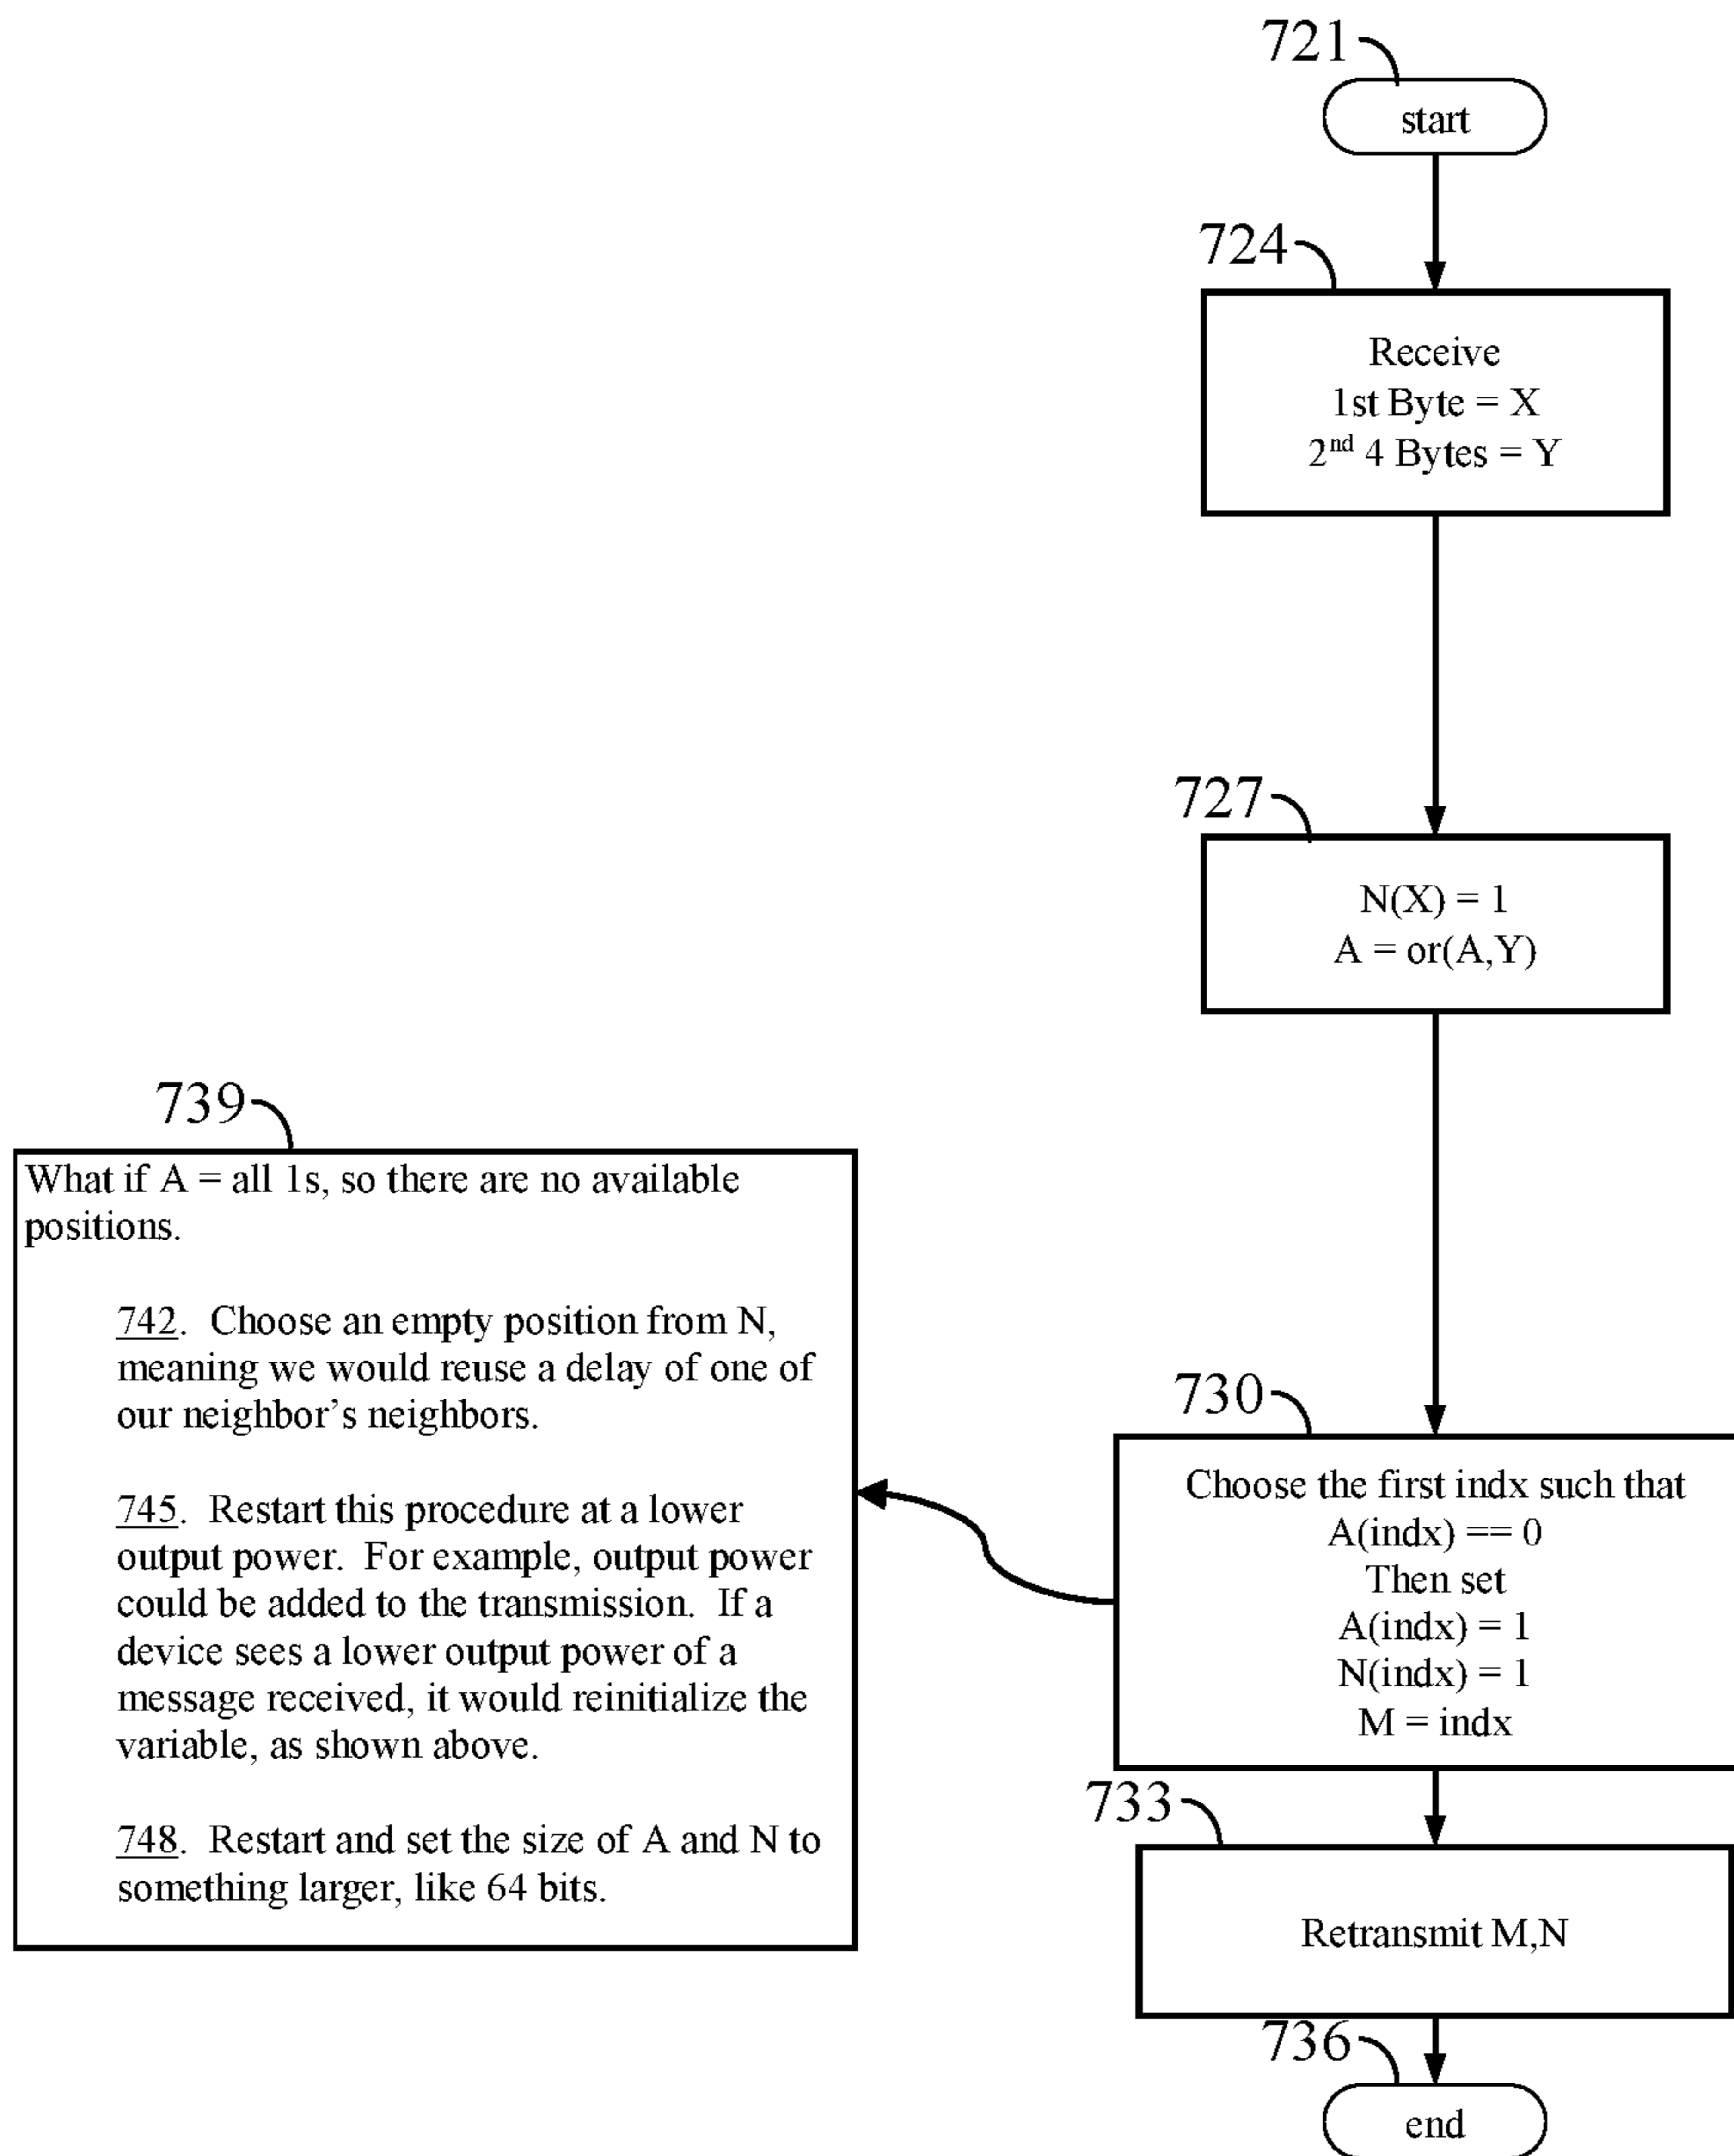 721
start
724
Receive
1st Byte = X
2nd 4 Bytes = Y
727
N(X) = 1
A = or(A,Y)
739
What if A = all 1s, so there are no available
positions.
742. Choose an empty position from N,
meaning we would reuse a delay of one of
our neighbor's neighbors.
745. Restart this procedure at a lower
output power. For example, output power
could be added to the transmission. If a
device sees a lower output power of a
message received, it would reinitialize the
variable, as shown above.
748. Restart and set the size of A and N to
something larger, like 64 bits.
730
Choose the first indx such that
A(indx) == 0
Then set
A(indx) = 1
N(indx) = 1
M = indx
733
Retransmit M,N
736
end